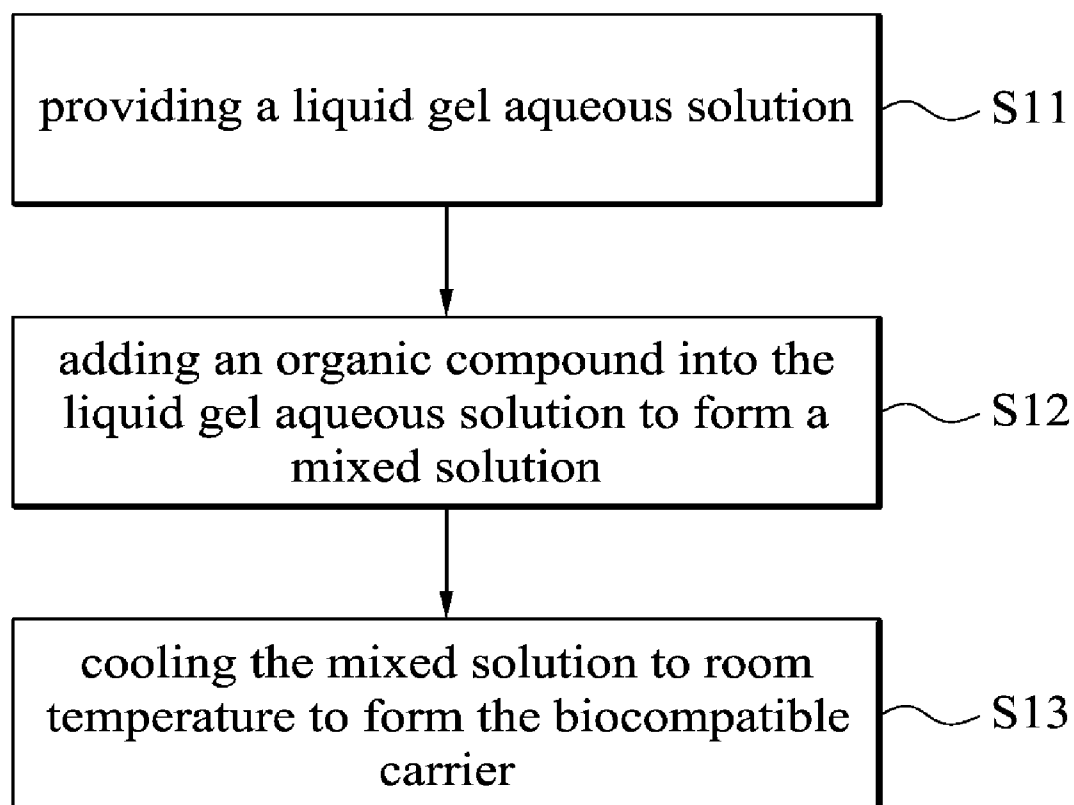 providing a liquid gel aqueous solution
S11
adding an organic compound into the
liquid gel aqueous solution to form a
mixed solution
S12
cooling the mixed solution to room
temperature to form the biocompatible
carrier
S13